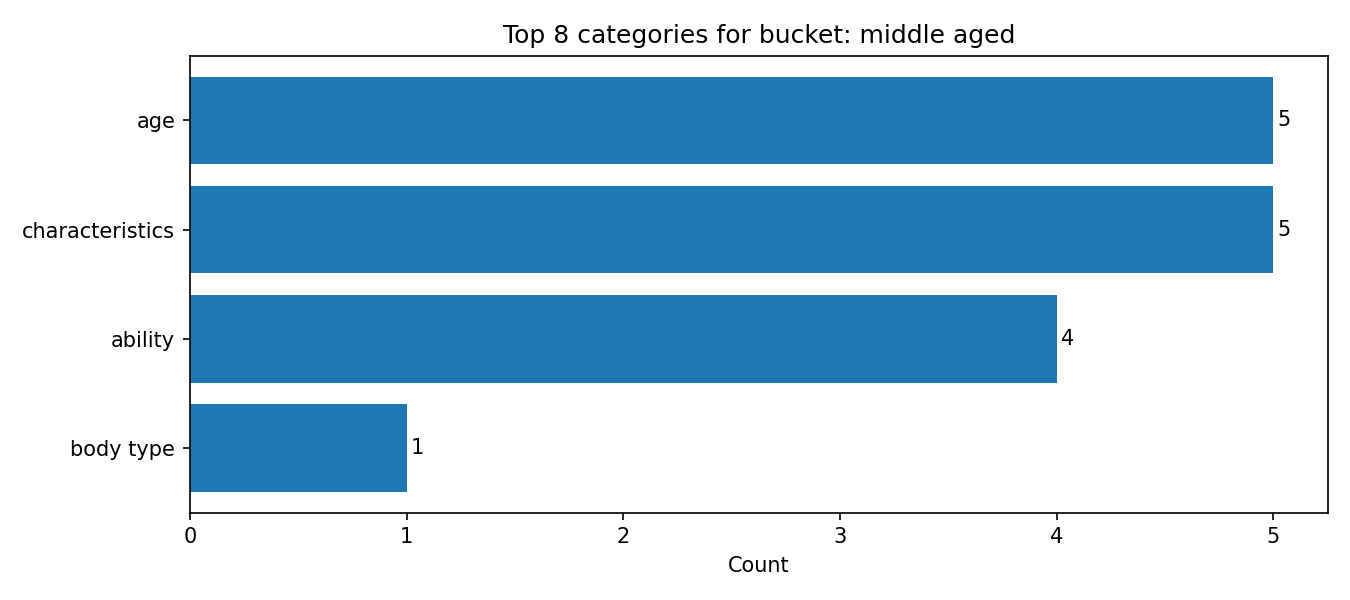 Top 8 categories for bucket: middle aged
age
5
characteristics
5
ability
4
body type
1
0 1 2 3 4 5
Count